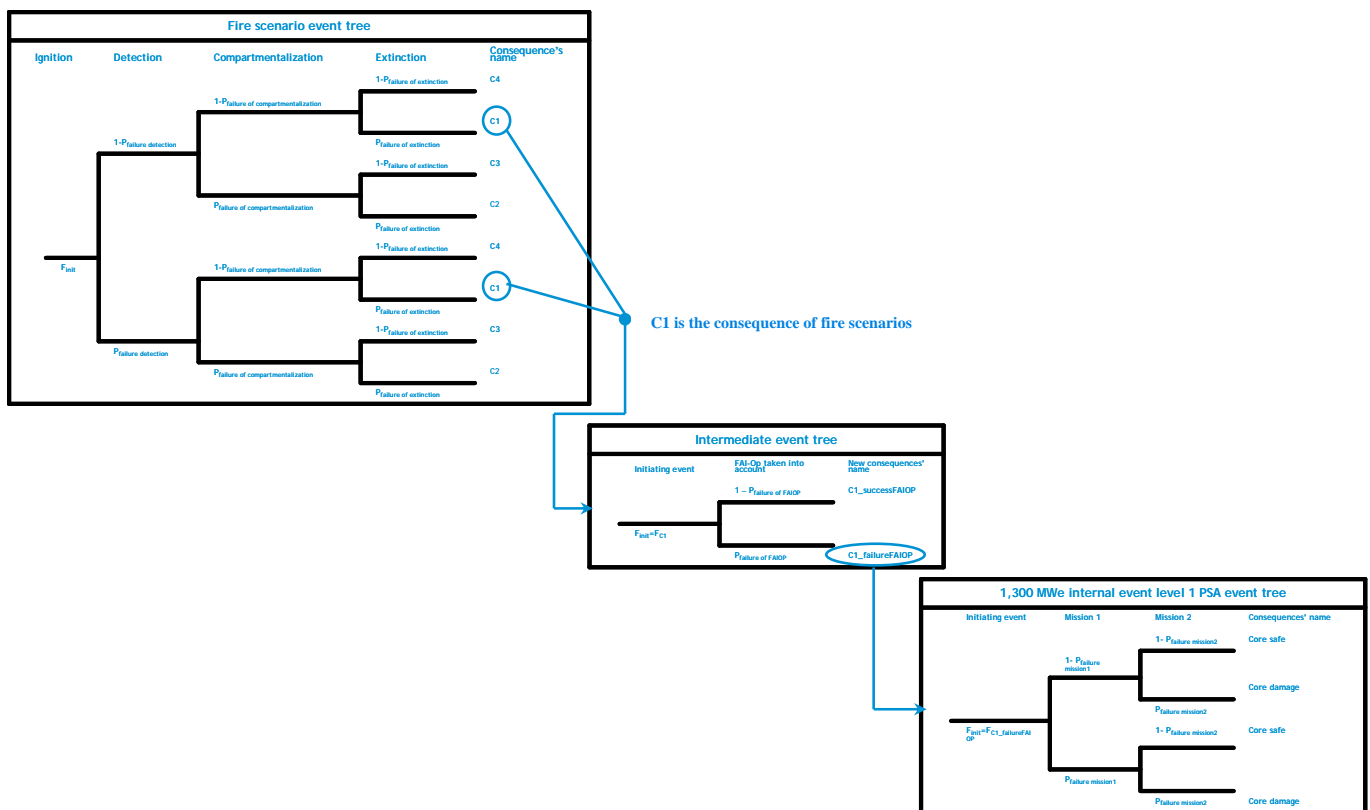 Fire scenario event tree
Ignition Detection Compartmentalization Extinction Consequence's
name
1-Pfailure of extinction C4
1-Pfailure of compartmentalization
C1
1-Pfailure detection
Pfailure of extinction
1-Pfailure of extinction C3
Pfailure of compartmentalization
C2
Pfailure of extinction
1-Pfailure of extinction C4
Finit
1-Pfailure of compartmentalization
C1
Pfailure of extinction
1-Pfailure of extinction C3
Pfailure detection
Pfailure of compartmentalization
C2
Pfailure of extinction
C1 is the consequence of fire scenarios
Intermediate event tree
Initiating event FAI-Op taken into
account New consequences'
name
1 – Pfailure of FAIOP C1_successFAIOP
Finit=FC1
Pfailure of FAIOP C1_failureFAIOP
1,300 MWe internal event level 1 PSA event tree
Initiating event Mission 1 Mission 2 Consequences' name
1- Pfailure mission2 Core safe
1- Pfailure
mission1
Core damage
Pfailure mission2
Finit=FC1_failureFAI
OP
1- Pfailure mission2 Core safe
Pfailure mission1
Pfailure mission2 Core damage